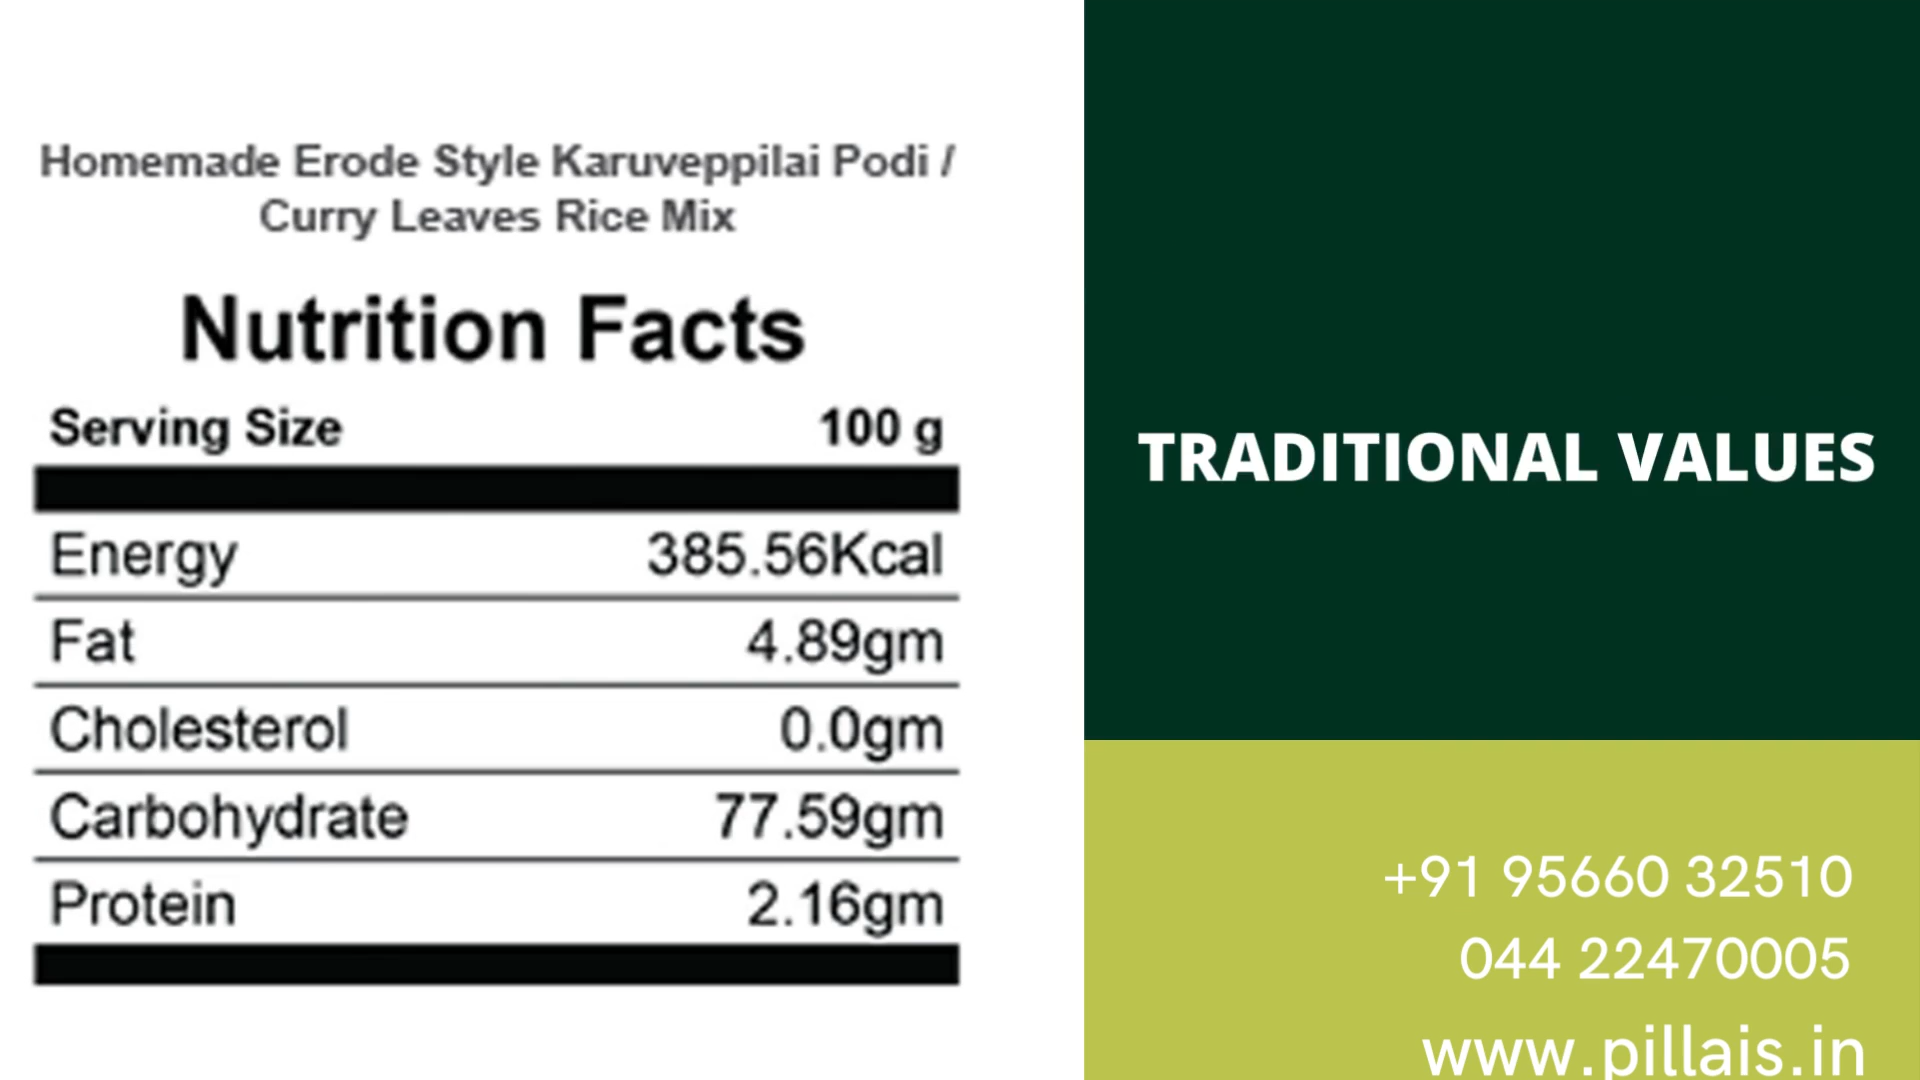 Homemade Erode Style Karuveppilai Podi /
Curry Leaves Rice Mix
Nutrition Facts
Serving Size 100 g
Energy 385.56Kcal
Fat 4.89gm
Cholesterol 0.0gm
Carbohydrate 77.59gm
Protein 2.16gm
TRADITIONAL VALUES
+91 95660 32510
044 22470005
www.pillais.in